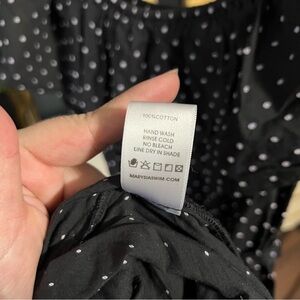 100% COTTON
HAND WASH
RINSE COLD
NO BLEACH
LINE DRY IN SHADE
MARYSIASWIM.COM